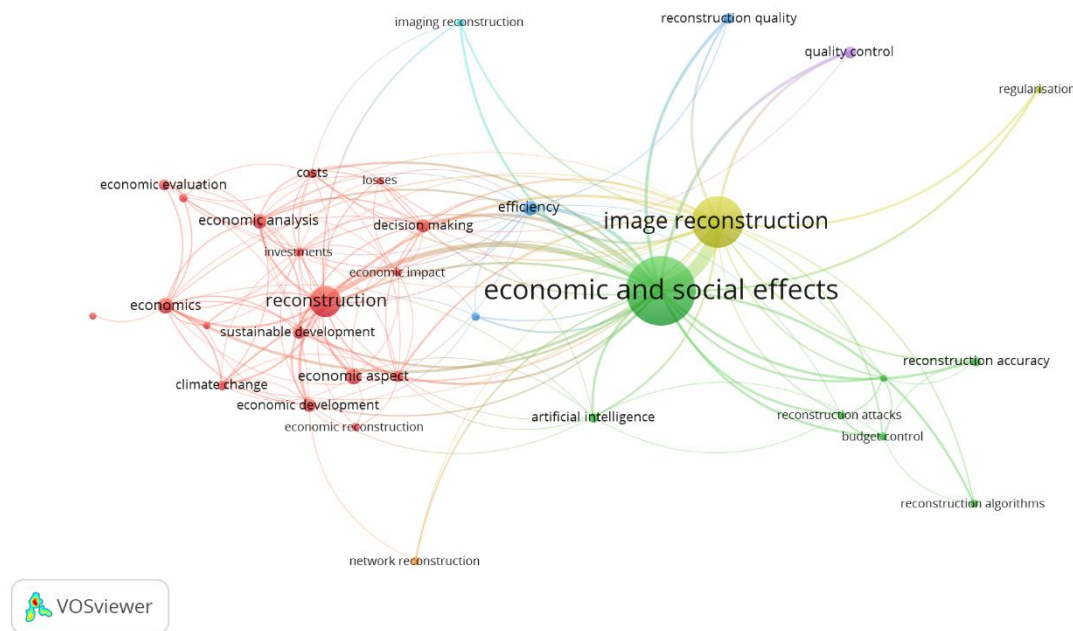 imaging reconstruction
reconstruction quality
quality control
regularisation
costs
losses
economic evaluation
efficiency
economic analysis
decision making
image reconstruction
investments
economic impact
economic and social effects
reconstruction
economics
sustainable development
reconstruction accuracy
economic aspect
climate change
economic development
artificial intelligence
reconstruction attacks
economic reconstruction
budget control
reconstruction algorithms
network reconstruction
VOSviewer